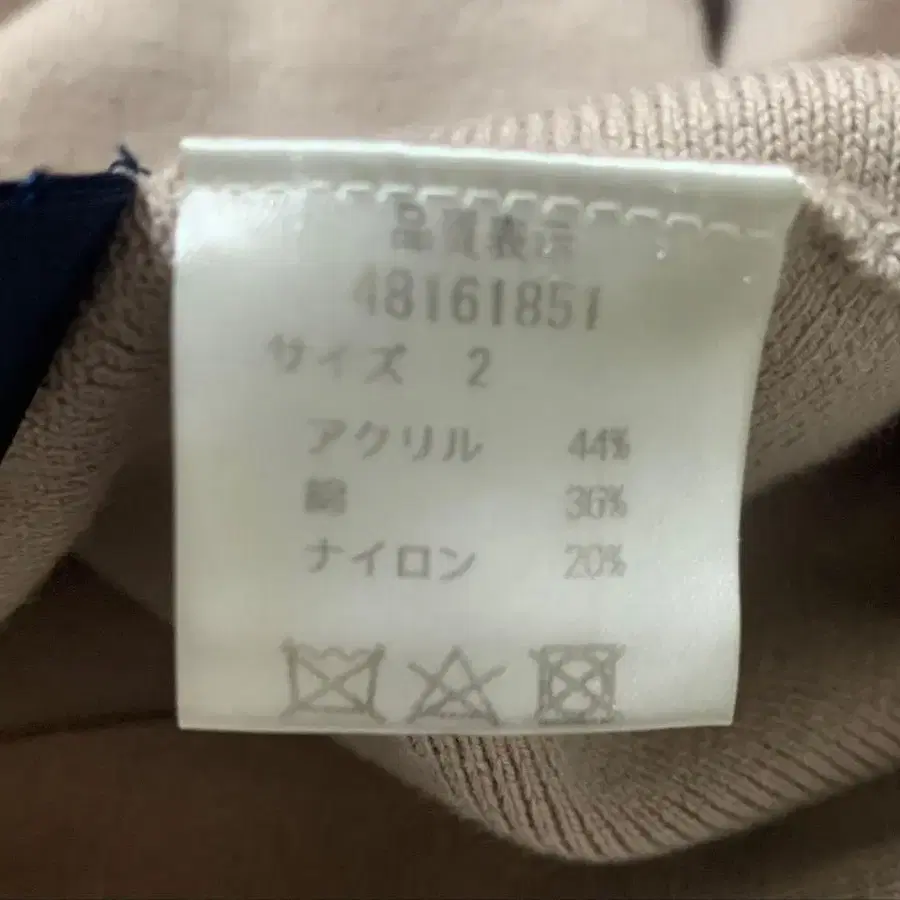 品質表示
48161851
サイズ 2
アクリル 44%
綿 36%
ナイロン 20%